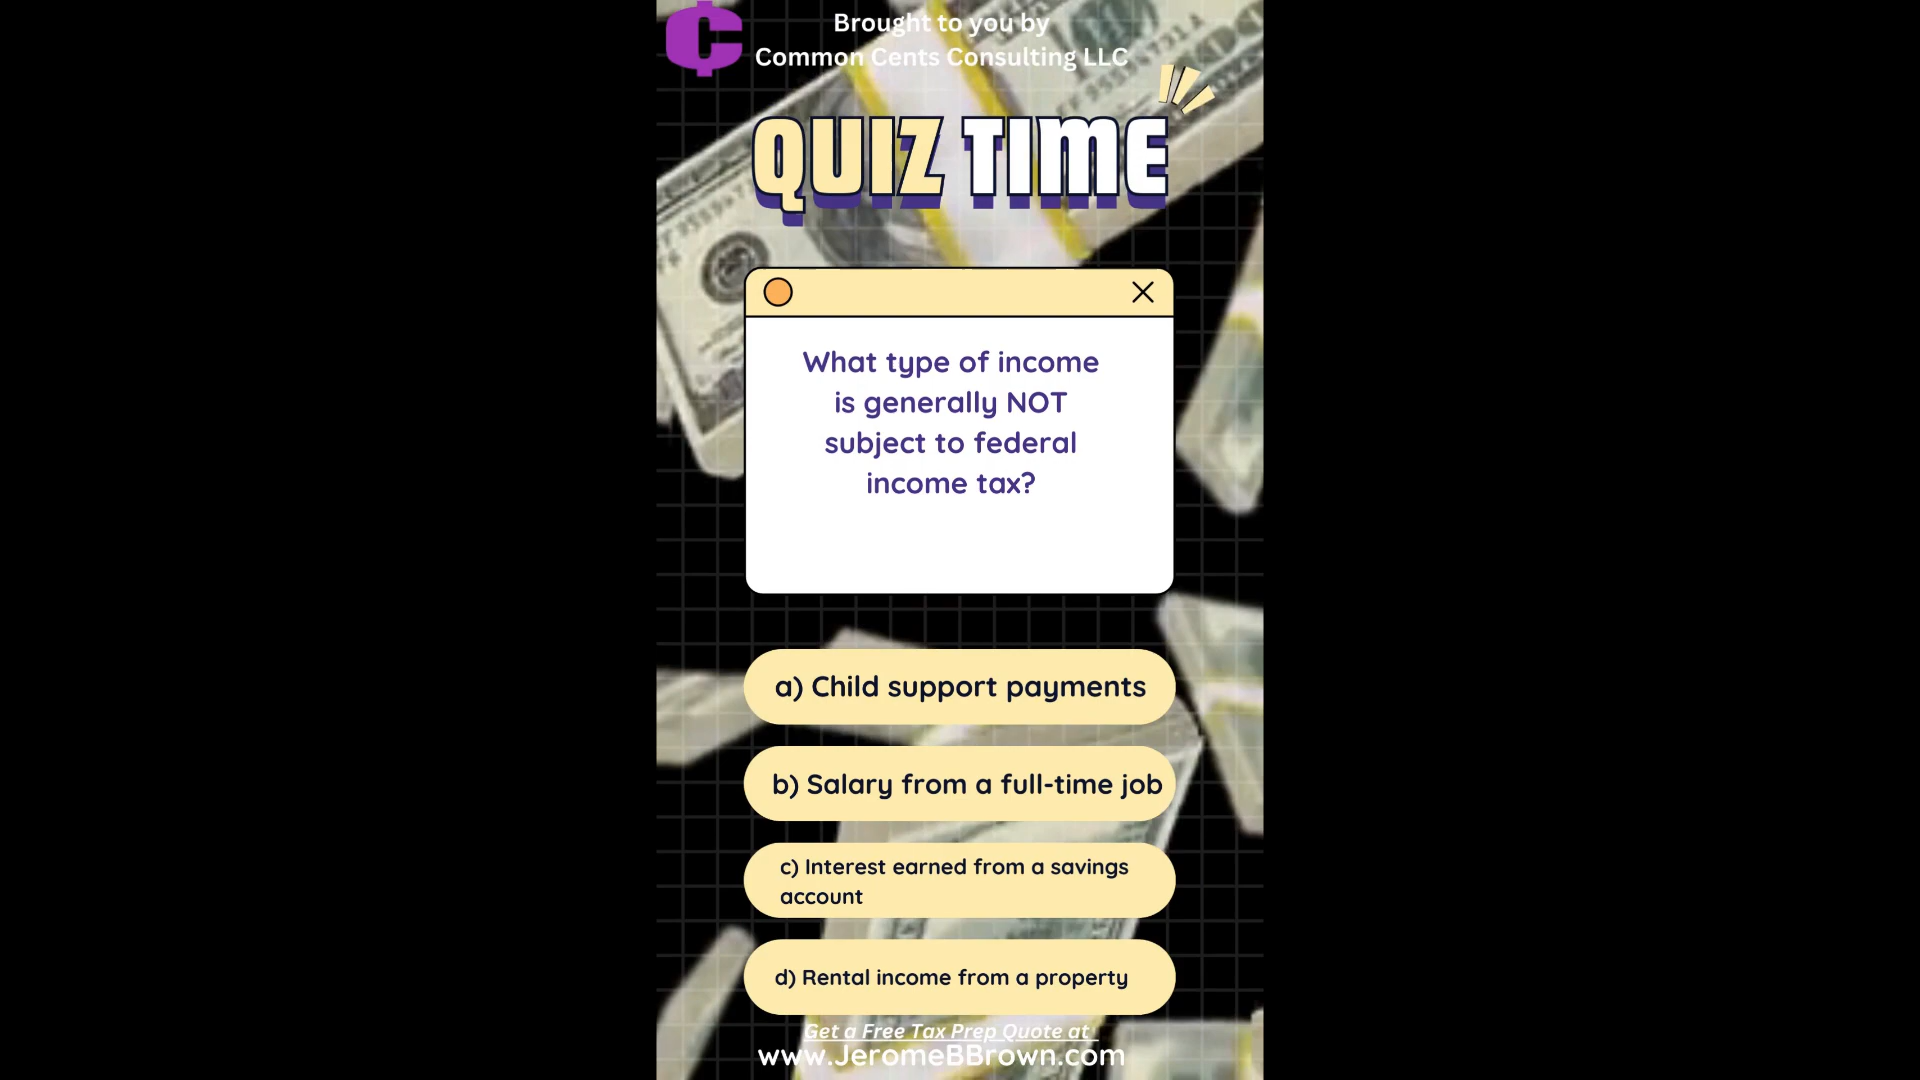 Brought to you by
Common Cents Consulting LLC
QUIZ TIME
What type of income
is generally NOT
subject to federal
income tax?
a) Child support payments
b) Salary from a full-time job
c) Interest earned from a savings
account
d) Rental income from a property
Get a Free Tax Prep Quote at
www.JeromeBBrown.com